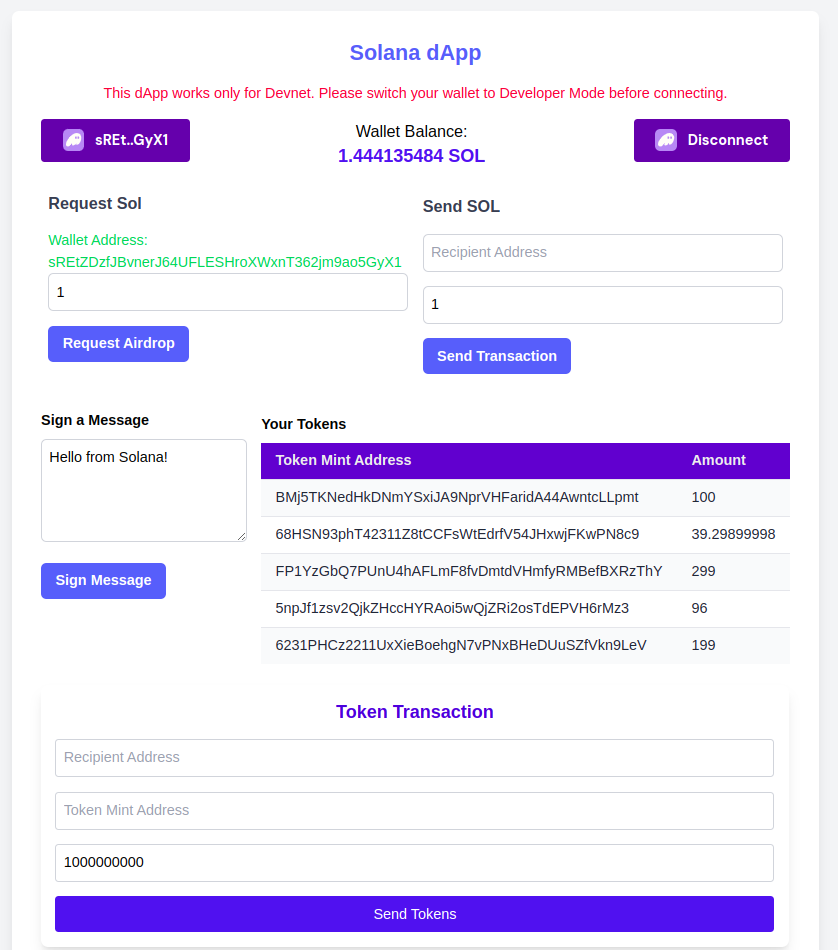 Solana dApp
This dApp works only for Devnet. Please switch your wallet to Developer Mode before connecting.
sREt..GyX1
Wallet Balance:
1.444135484 SOL
Disconnect
Request Sol
Wallet Address:
sREtZDzfJBvnerJ64UFLESHroXWxnT362jm9ao5GyX1
1
Request Airdrop
Send SOL
Recipient Address
1
Send Transaction
Sign a Message
Hello from Solana!
Sign Message
Your Tokens
Token Mint Address Amount
BMj5TKNedHkDNmYSxiJA9NprVHFaridA44AwntcLLpmt 100
68HSN93phT42311Z8tCCFsWtEdrfV54JHxwjFKwPN8c9 39.29899998
FP1YzGbQ7PUnU4hAFLmF8fvDmtdVHmfyRMBefBXRzThY 299
5npJf1zsv2QjkZHccHYRAoi5wQjZRi2osTdEPVH6rMz3 96
6231PHCz2211UxXieBoehgN7vPNxBHeDUuSZfVkn9LeV 199
Token Transaction
Recipient Address
Token Mint Address
1000000000
Send Tokens